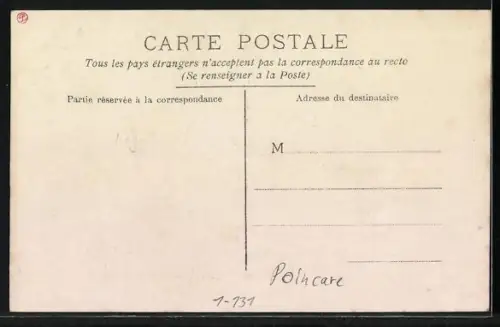 CARTE POSTALE
Tous les pays étrangers n'acceptent pas la correspondance au recto
(Se renseigner a la Poste)
Partie réservée à la correspondance
Adresse du destinataire
M
Poincare
1-731